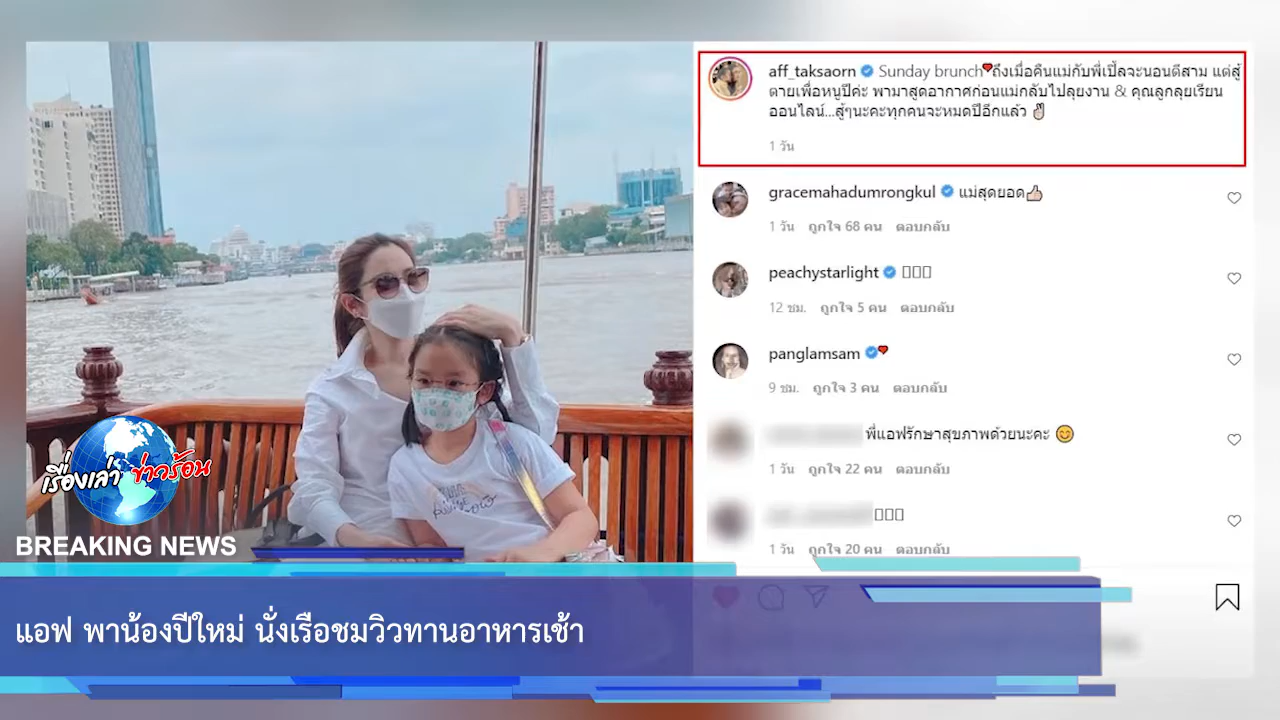 aff_taksaorn Sunday brunch❤ถึงเมื่อคืนแม่กับพี่เปิ้ลจะนอนตีสาม แต่สู้
ตายเพื่อหนูปีค่ะ พามาสูดอากาศก่อนแม่กลับไปลุยงาน & คุณลูกลุยเรียน
ออนไลน์...สู้ๆนะคะทุกคนจะหมดปีอีกแล้ว ✌🏻
1 วัน
gracemahadumrongkul แม่สุดยอด👍🏻
1 วัน ถูกใจ 68 คน ตอบกลับ
peachystarlight
12 ชม. ถูกใจ 5 คน ตอบกลับ
panglamsam ❤
9 ชม. ถูกใจ 3 คน ตอบกลับ
พี่แอฟรักษาสุขภาพด้วยนะคะ 😊
1 วัน ถูกใจ 22 คน ตอบกลับ
1 วัน ถูกใจ 20 คน ตอบกลับ
เรื่องเล่า ข่าวร้อน
BREAKING NEWS
แอฟ พาน้องปีใหม่ นั่งเรือชมวิวทานอาหารเช้า